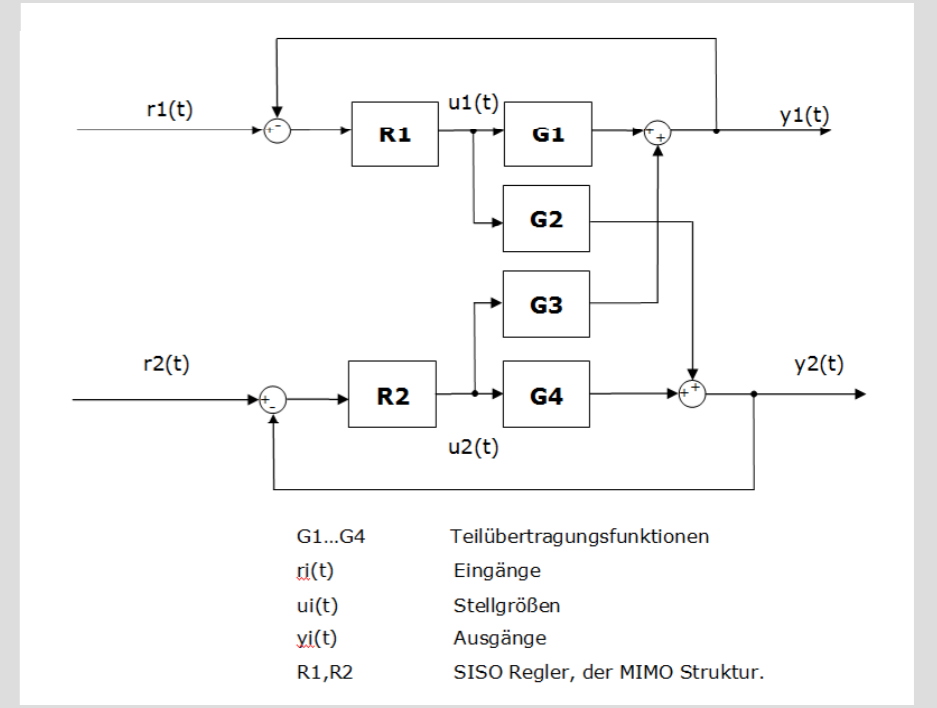 r1(t)
u1(t)
y1(t)
+
-
R1
G1
+
+
G2
G3
r2(t)
y2(t)
+
-
R2
G4
+
+
u2(t)
G1...G4 Teilübertragungsfunktionen
ri(t) Eingänge
ui(t) Stellgrößen
yi(t) Ausgänge
R1,R2 SISO Regler, der MIMO Struktur.